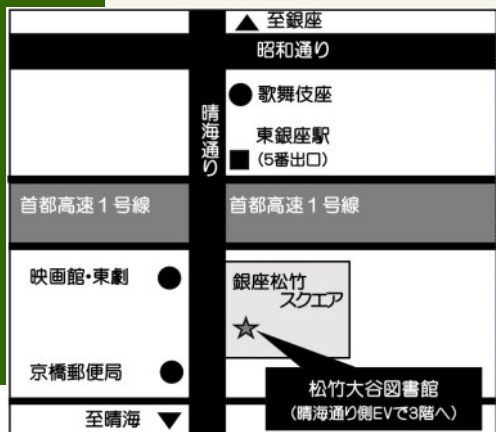 ▲ 至銀座
昭和通り
● 歌舞伎座
晴海通り
東銀座駅
■ (5番出口)
首都高速1号線
首都高速1号線
映画館・東劇 ●
銀座松竹
スクエア
☆
京橋郵便局 ●
松竹大谷図書館
(晴海通り側EVで3階へ)
至晴海 ▼